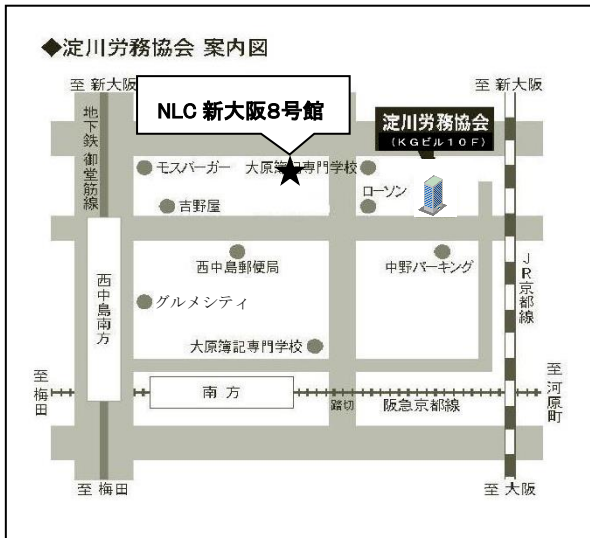 ◆淀川労務協会 案内図
至 新大阪
至 新大阪
NLC 新大阪8号館
淀川労務協会
(KGビル10F)
地下鉄 御堂筋線
モスバーガー
大原簿記専門学校
ローソン
吉野屋
西中島郵便局
中野パーキング
JR京都線
西中島南方
グルメシティ
大原簿記専門学校
至 梅田
南方
踏切
阪急京都線
至 河原町
至 梅田
至 大阪